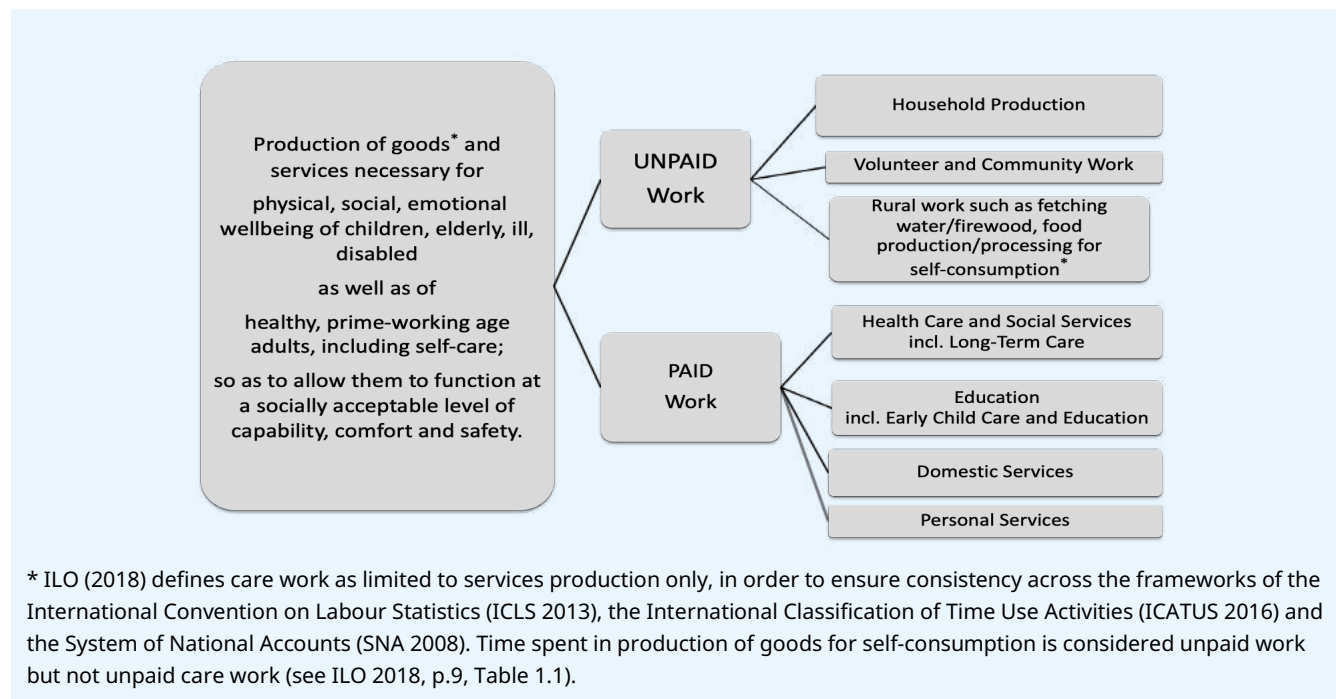 Production of goods* and
services necessary for
physical, social, emotional
wellbeing of children, elderly, ill,
disabled
as well as of
healthy, prime-working age
adults, including self-care;
so as to allow them to function at
a socially acceptable level of
capability, comfort and safety.
UNPAID
Work
Household Production
Volunteer and Community Work
Rural work such as fetching
water/firewood, food
production/processing for
self-consumption*
PAID
Work
Health Care and Social Services
incl. Long-Term Care
Education
incl. Early Child Care and Education
Domestic Services
Personal Services
* ILO (2018) defines care work as limited to services production only, in order to ensure consistency across the frameworks of the
International Convention on Labour Statistics (ICLS 2013), the International Classification of Time Use Activities (ICATUS 2016) and
the System of National Accounts (SNA 2008). Time spent in production of goods for self-consumption is considered unpaid work
but not unpaid care work (see ILO 2018, p.9, Table 1.1).